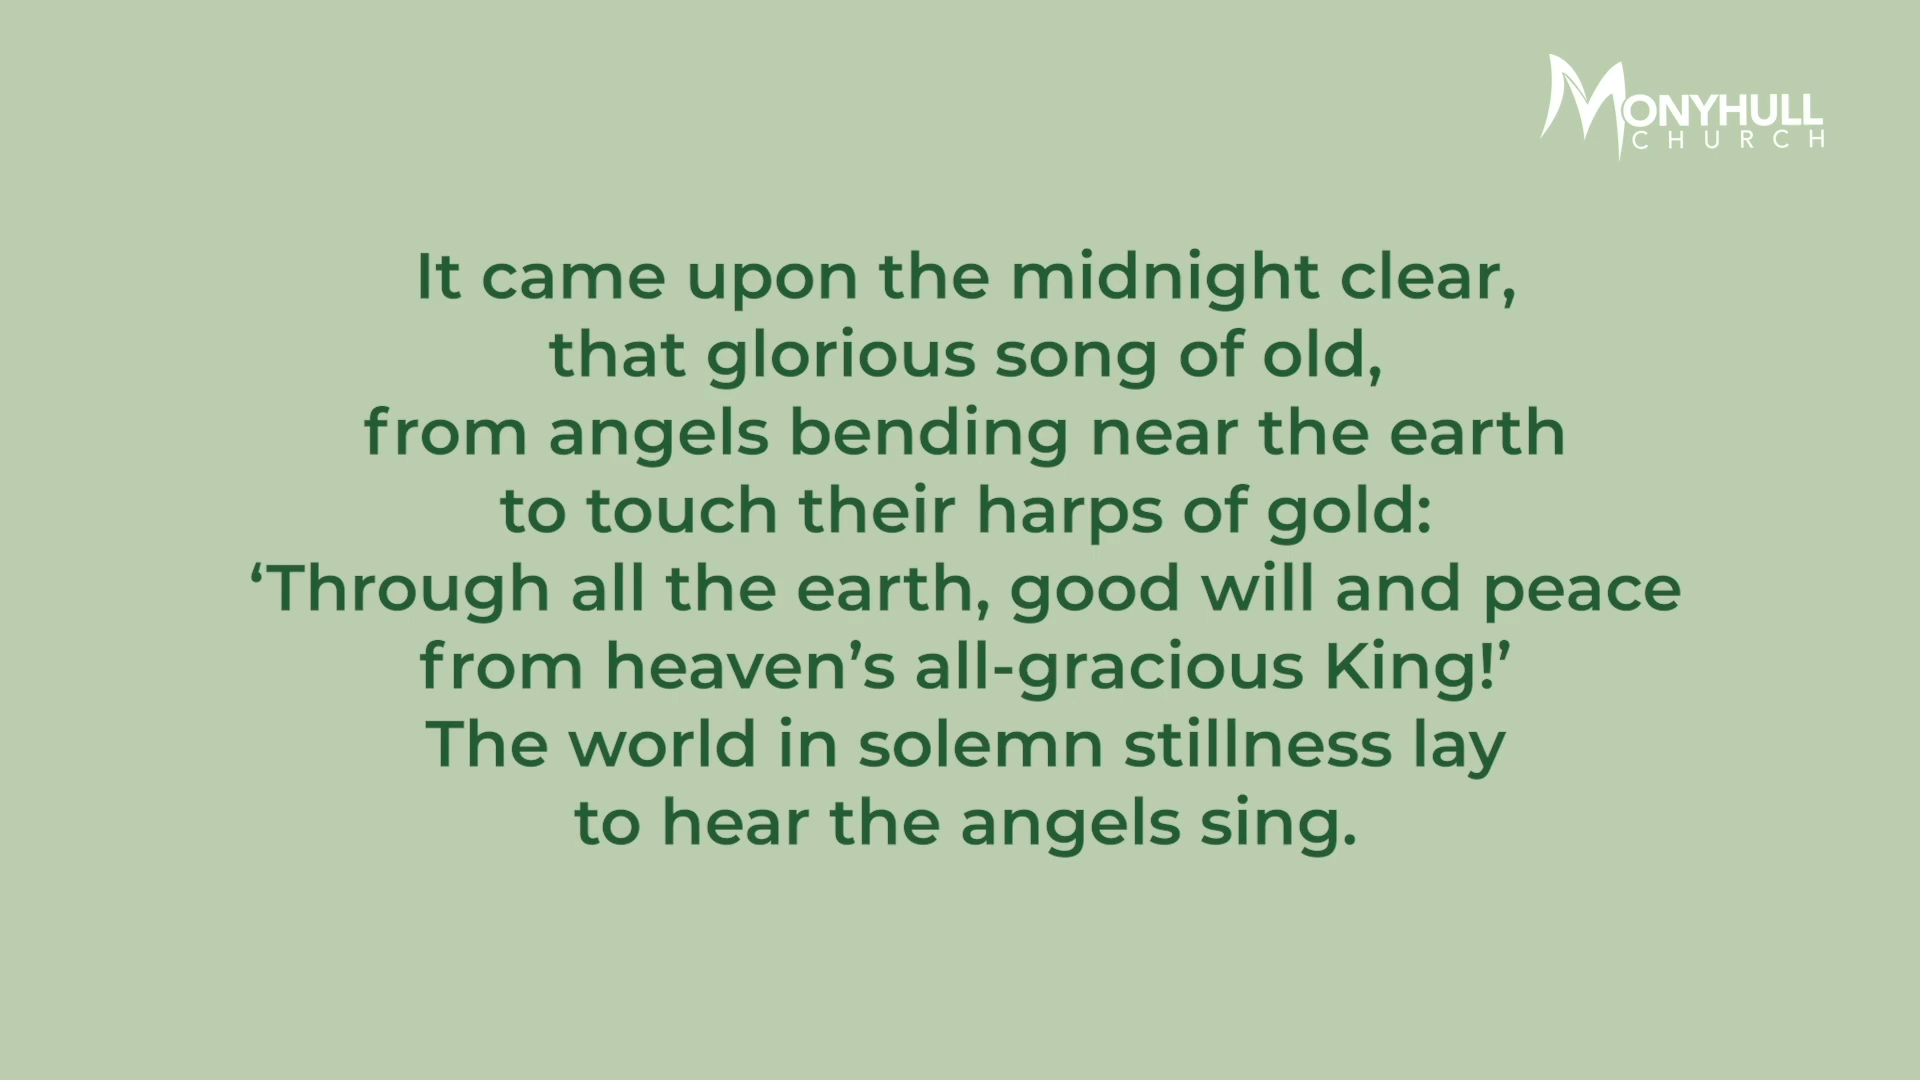 MONYHULL
CHURCH
It came upon the midnight clear,
that glorious song of old,
from angels bending near the earth
to touch their harps of gold:
‘Through all the earth, good will and peace
from heaven’s all-gracious King!’
The world in solemn stillness lay
to hear the angels sing.